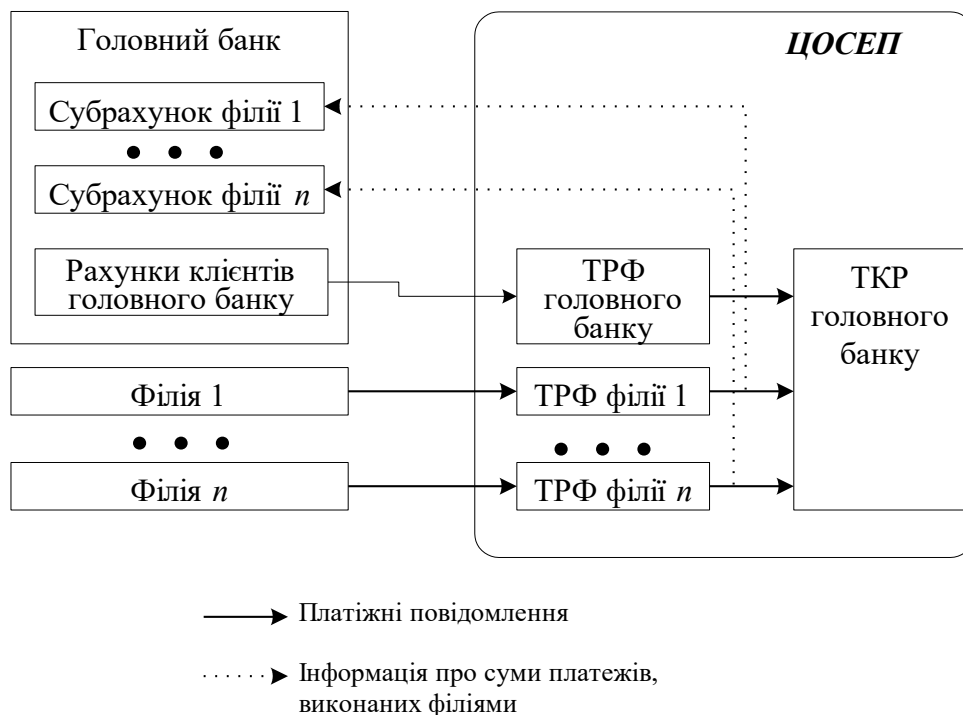 Головний банк
ЦОСЕП
Субрахунок філії 1
Субрахунок філії n
Рахунки клієнтів
головного банку
ТРФ
головного
банку
ТКР
головного
банку
Філія 1
ТРФ філії 1
Філія n
ТРФ філії n
Платіжні повідомлення
Інформація про суми платежів,
виконаних філіями